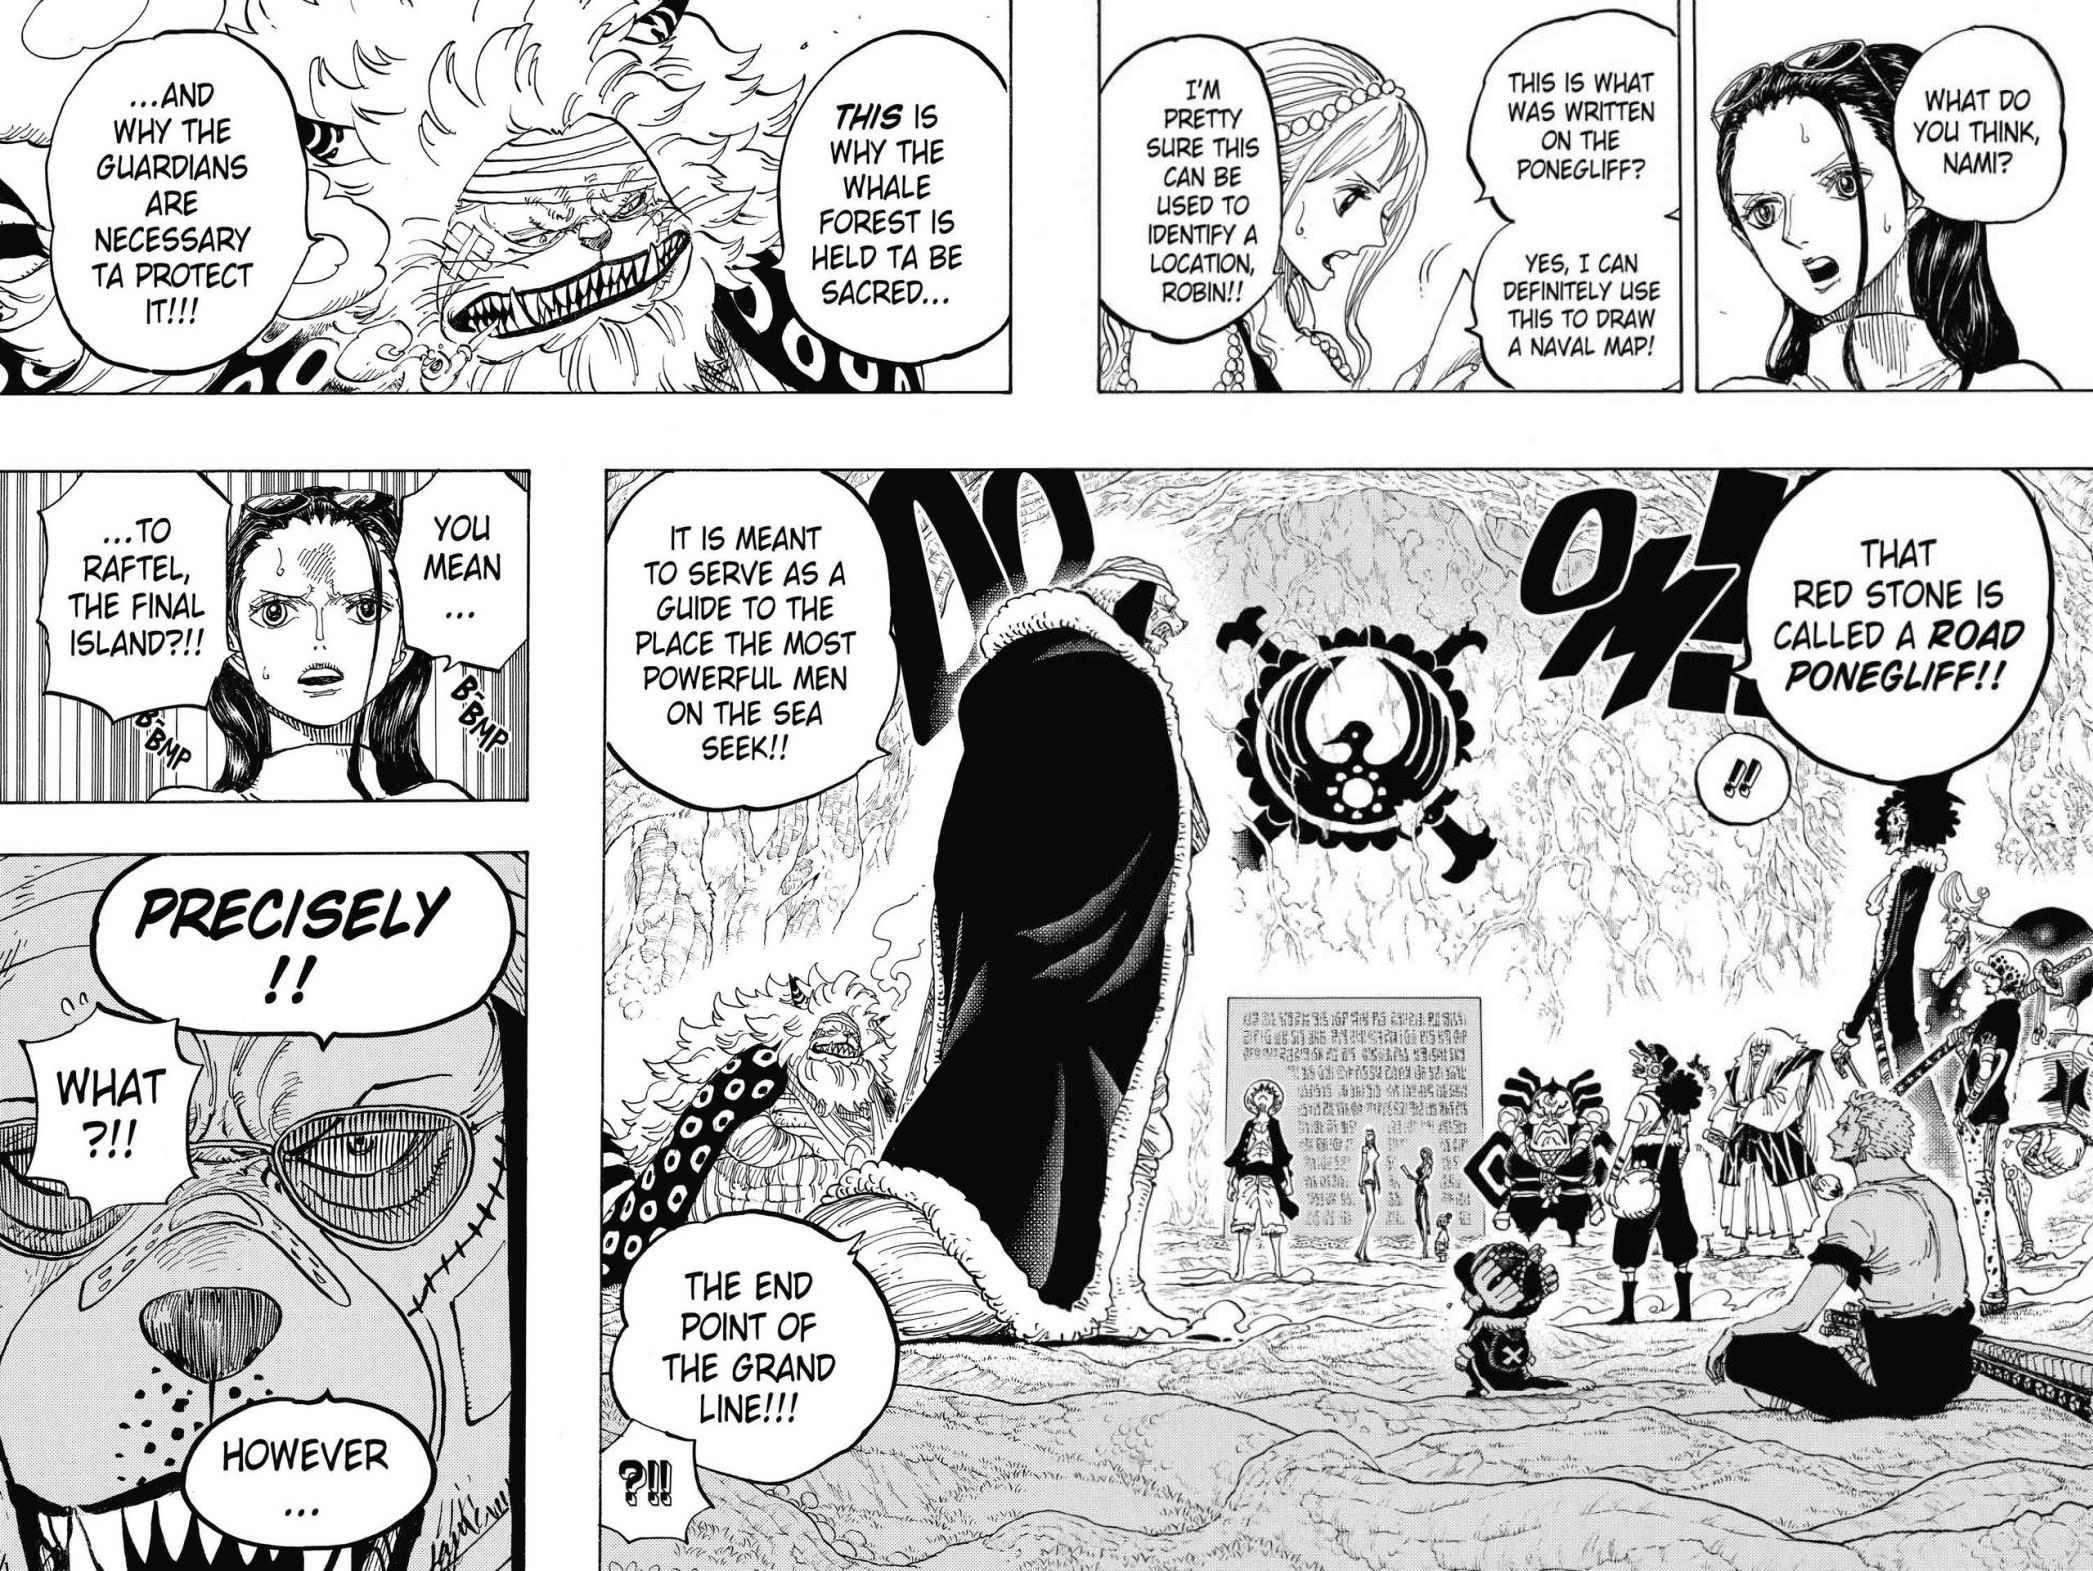 WHAT DO
YOU THINK,
NAMI?
THIS IS WHAT
WAS WRITTEN
ON THE
PONEGLIFF?
YES, I CAN
DEFINITELY USE
THIS TO DRAW
A NAVAL MAP!
I'M
PRETTY
SURE THIS
CAN BE
USED TO
IDENTIFY A
LOCATION,
ROBIN!!
THIS IS
WHY THE
WHALE
FOREST IS
HELD TA BE
SACRED...
...AND
WHY THE
GUARDIANS
ARE
NECESSARY
TA PROTECT
IT!!!
THAT
RED STONE IS
CALLED A ROAD
PONEGLIFF!!
!!
DOOM!!
IT IS MEANT
TO SERVE AS A
GUIDE TO THE
PLACE THE MOST
POWERFUL MEN
ON THE SEA
SEEK!!
THE END
POINT OF
THE GRAND
LINE!!!
?!!
YOU
MEAN
...
B-BMP
...TO
RAFTEL,
THE FINAL
ISLAND?!!
B-BMP
PRECISELY
!!
WHAT
?!!
HOWEVER
...